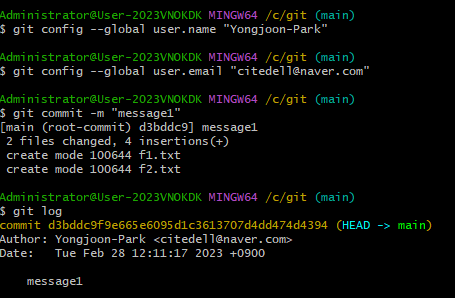 Administrator@User-2023VNOKDK MINGW64 /c/git (main)
$ git config --global user.name "Yongjoon-Park"
Administrator@User-2023VNOKDK MINGW64 /c/git (main)
$ git config --global user.email "citedell@naver.com"
Administrator@User-2023VNOKDK MINGW64 /c/git (main)
$ git commit -m "message1"
[main (root-commit) d3bddc9] message1
 2 files changed, 4 insertions(+)
 create mode 100644 f1.txt
 create mode 100644 f2.txt
Administrator@User-2023VNOKDK MINGW64 /c/git (main)
$ git log
commit d3bddc9f9e665e6095d1c3613707d4dd474d4394 (HEAD -> main)
Author: Yongjoon-Park <citedell@naver.com>
Date:   Tue Feb 28 12:11:17 2023 +0900
    message1